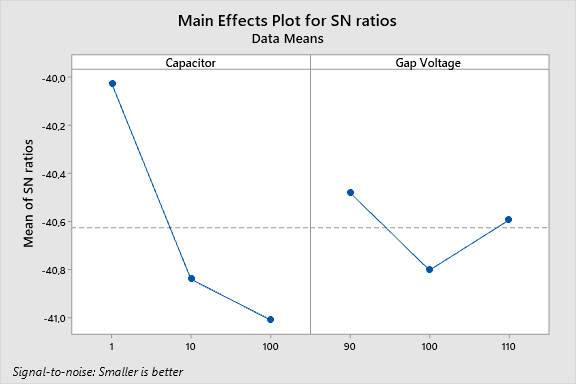 Main Effects Plot for SN ratios
Data Means
Capacitor
Gap Voltage
Mean of SN ratios
-40,0
-40,2
-40,4
-40,6
-40,8
-41,0
1 10 100 90 100 110
Signal-to-noise: Smaller is better